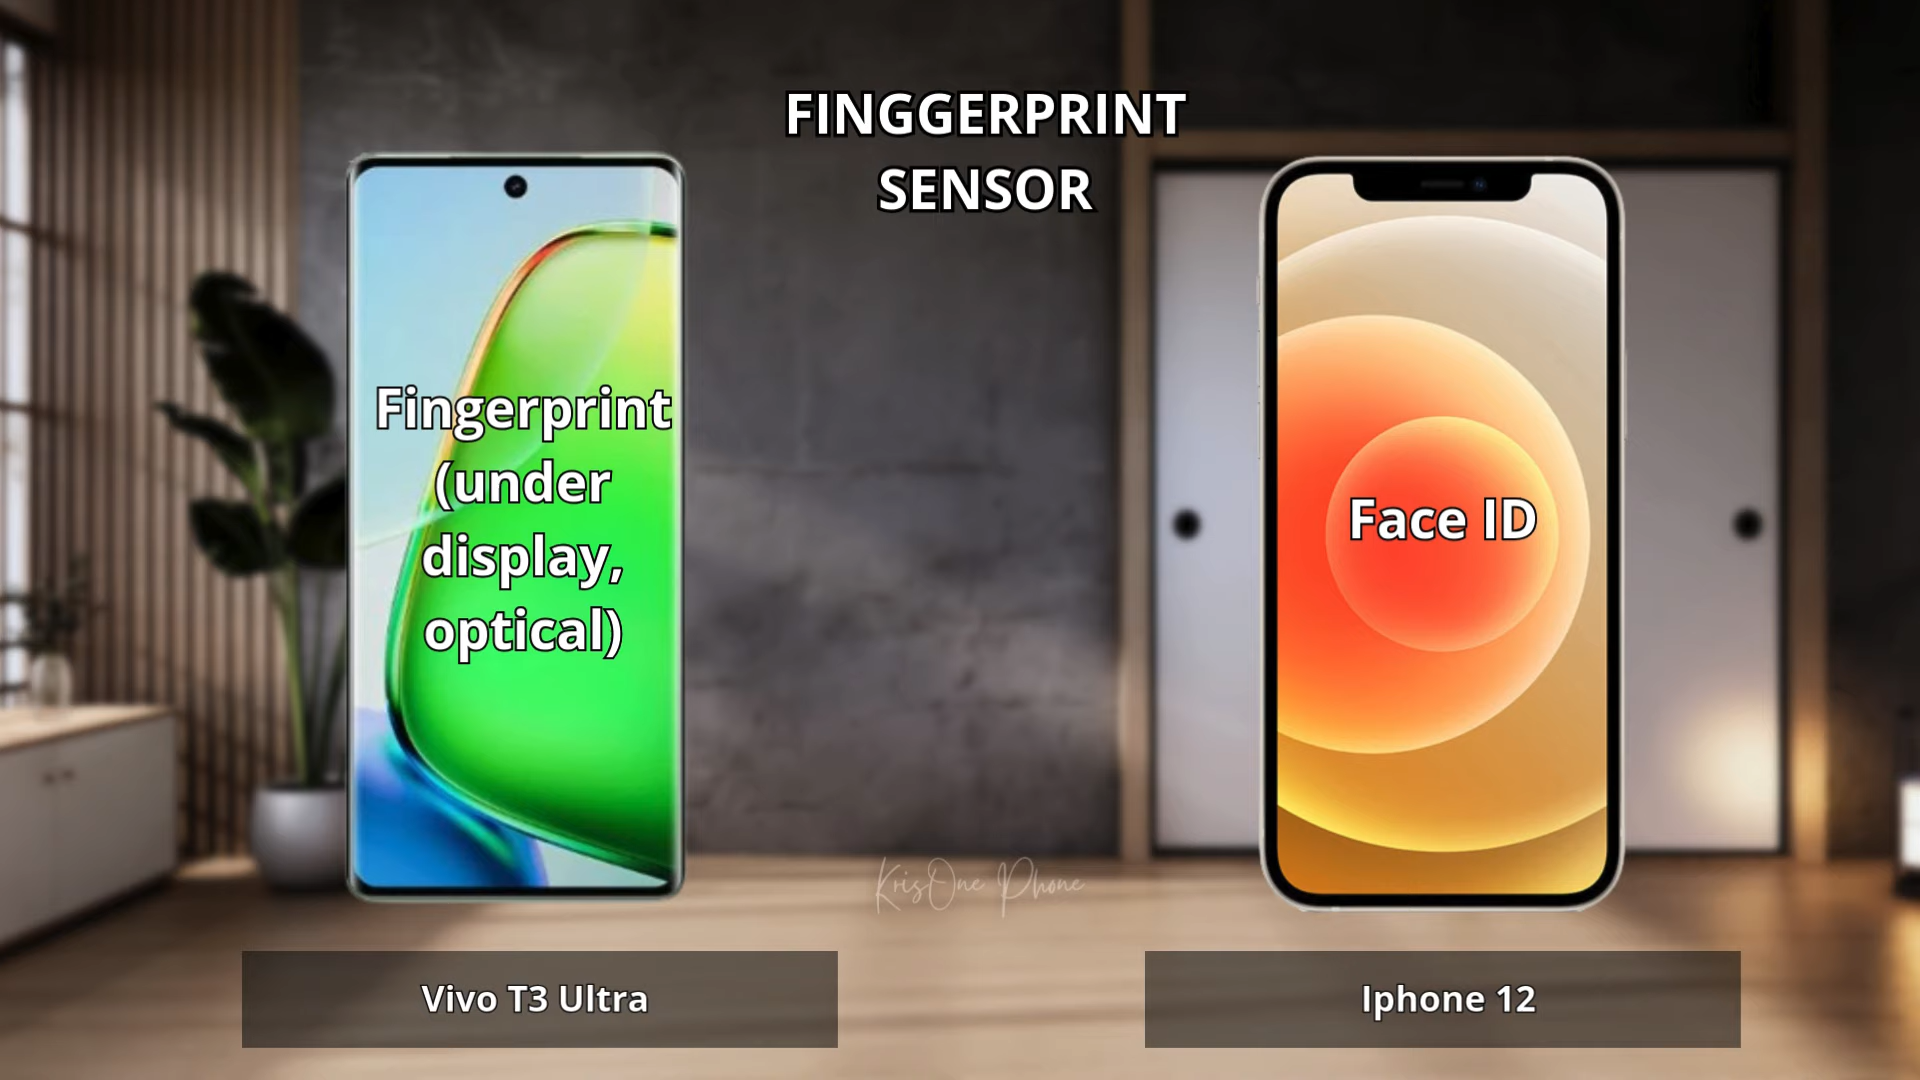 FINGGERPRINT
SENSOR
Fingerprint
(under
display,
optical)
Face ID
KrisOne Phone
Vivo T3 Ultra
Iphone 12